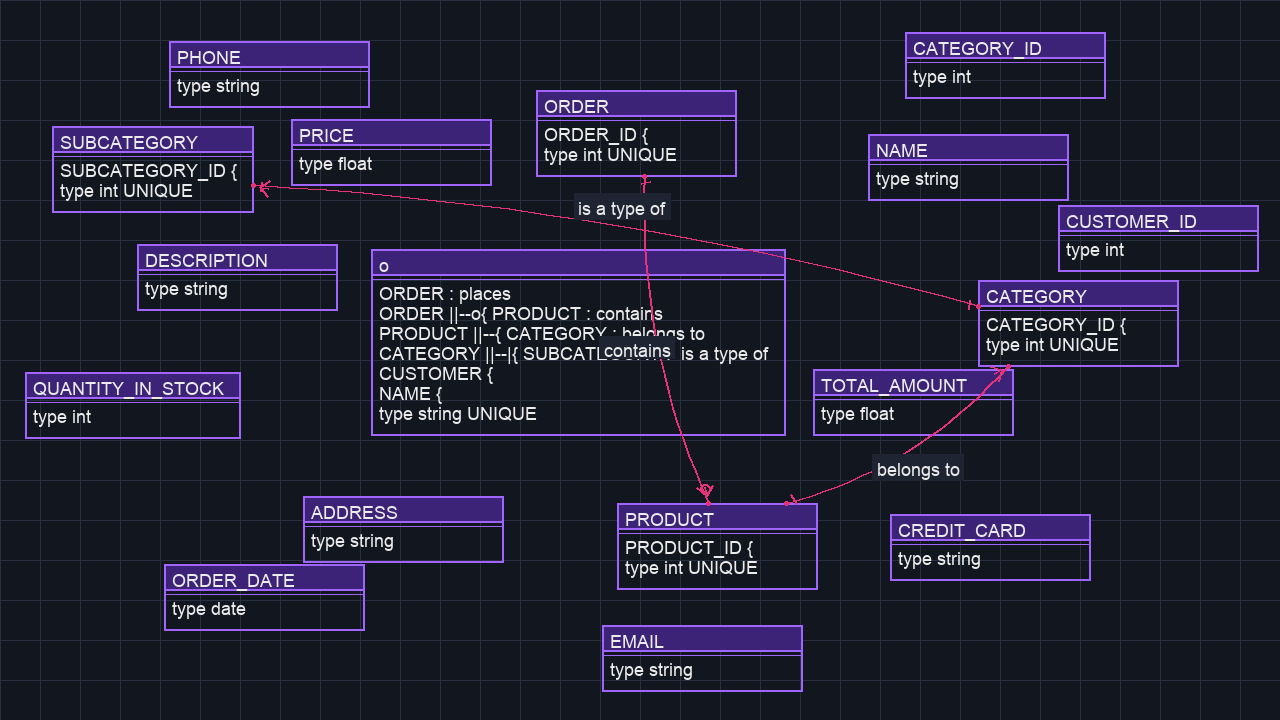 PHONE
type string
CATEGORY_ID
type int
ORDER
ORDER_ID {
type int UNIQUE
SUBCATEGORY
SUBCATEGORY_ID {
type int UNIQUE
PRICE
type float
NAME
type string
is a type of
CUSTOMER_ID
type int
DESCRIPTION
type string
o
ORDER : places
ORDER ||--o{ PRODUCT : contains
PRODUCT ||--{ CATEGORY : belongs to
CATEGORY ||--|{ is a type of
CUSTOMER {
NAME {
type string UNIQUE
contains
CATEGORY
CATEGORY_ID {
type int UNIQUE
QUANTITY_IN_STOCK
type int
TOTAL_AMOUNT
type float
belongs to
ADDRESS
type string
PRODUCT
PRODUCT_ID {
type int UNIQUE
CREDIT_CARD
type string
ORDER_DATE
type date
EMAIL
type string